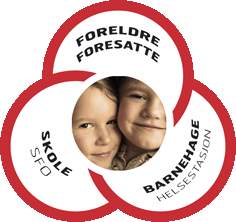 FORELDRE
FORESATTE
SKOLE
SFO
BARNEHAGE
HELSESTASJON